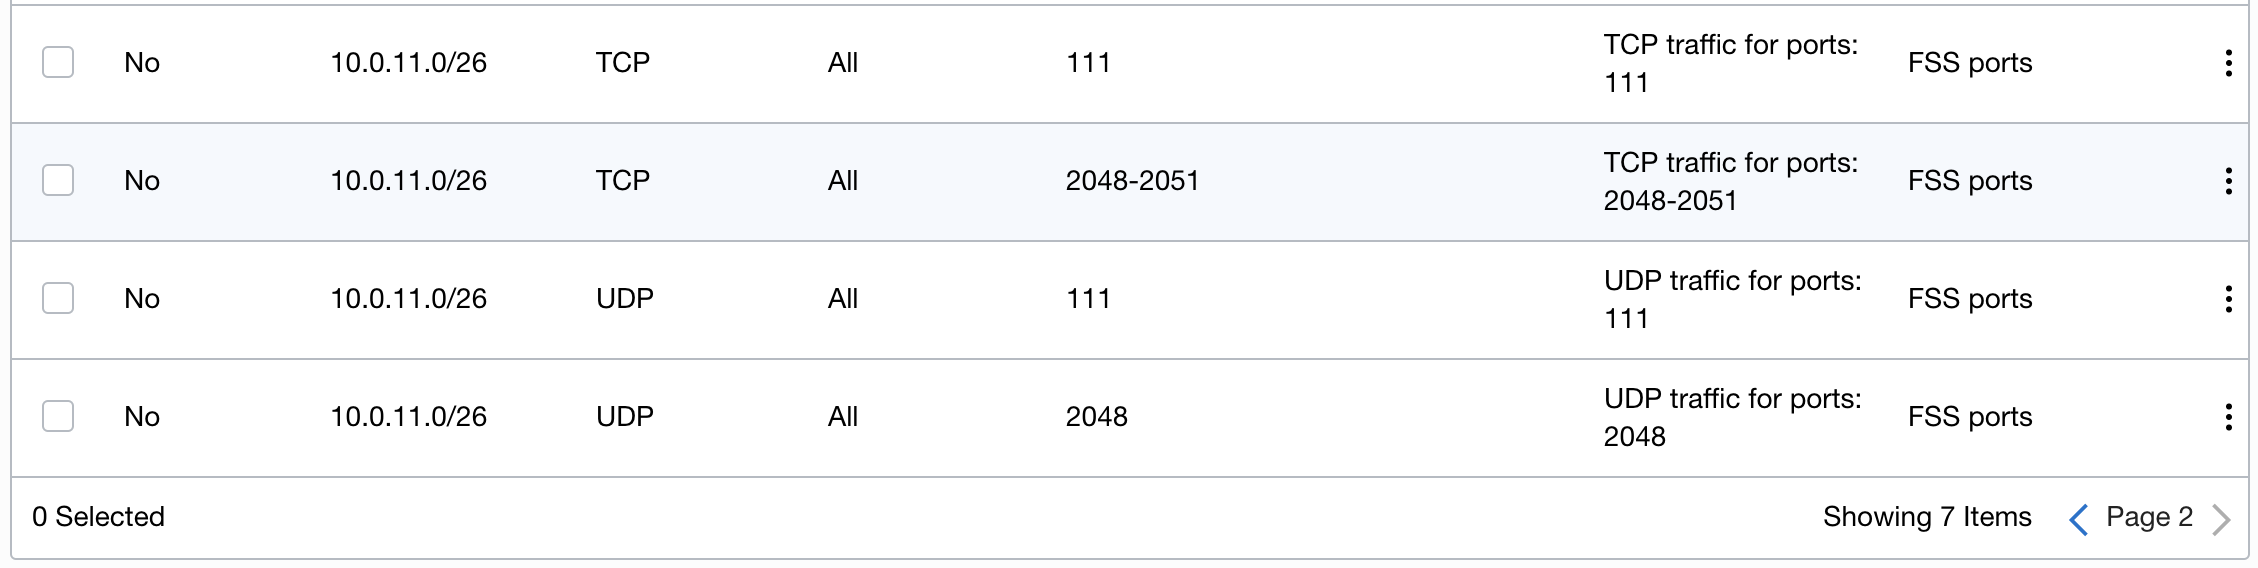 No 10.0.11.0/26 TCP All 111 TCP traffic for ports: FSS ports
111
No 10.0.11.0/26 TCP All 2048-2051 TCP traffic for ports: FSS ports
2048-2051
No 10.0.11.0/26 UDP All 111 UDP traffic for ports: FSS ports
111
No 10.0.11.0/26 UDP All 2048 UDP traffic for ports: FSS ports
2048
0 Selected Showing 7 Items Page 2